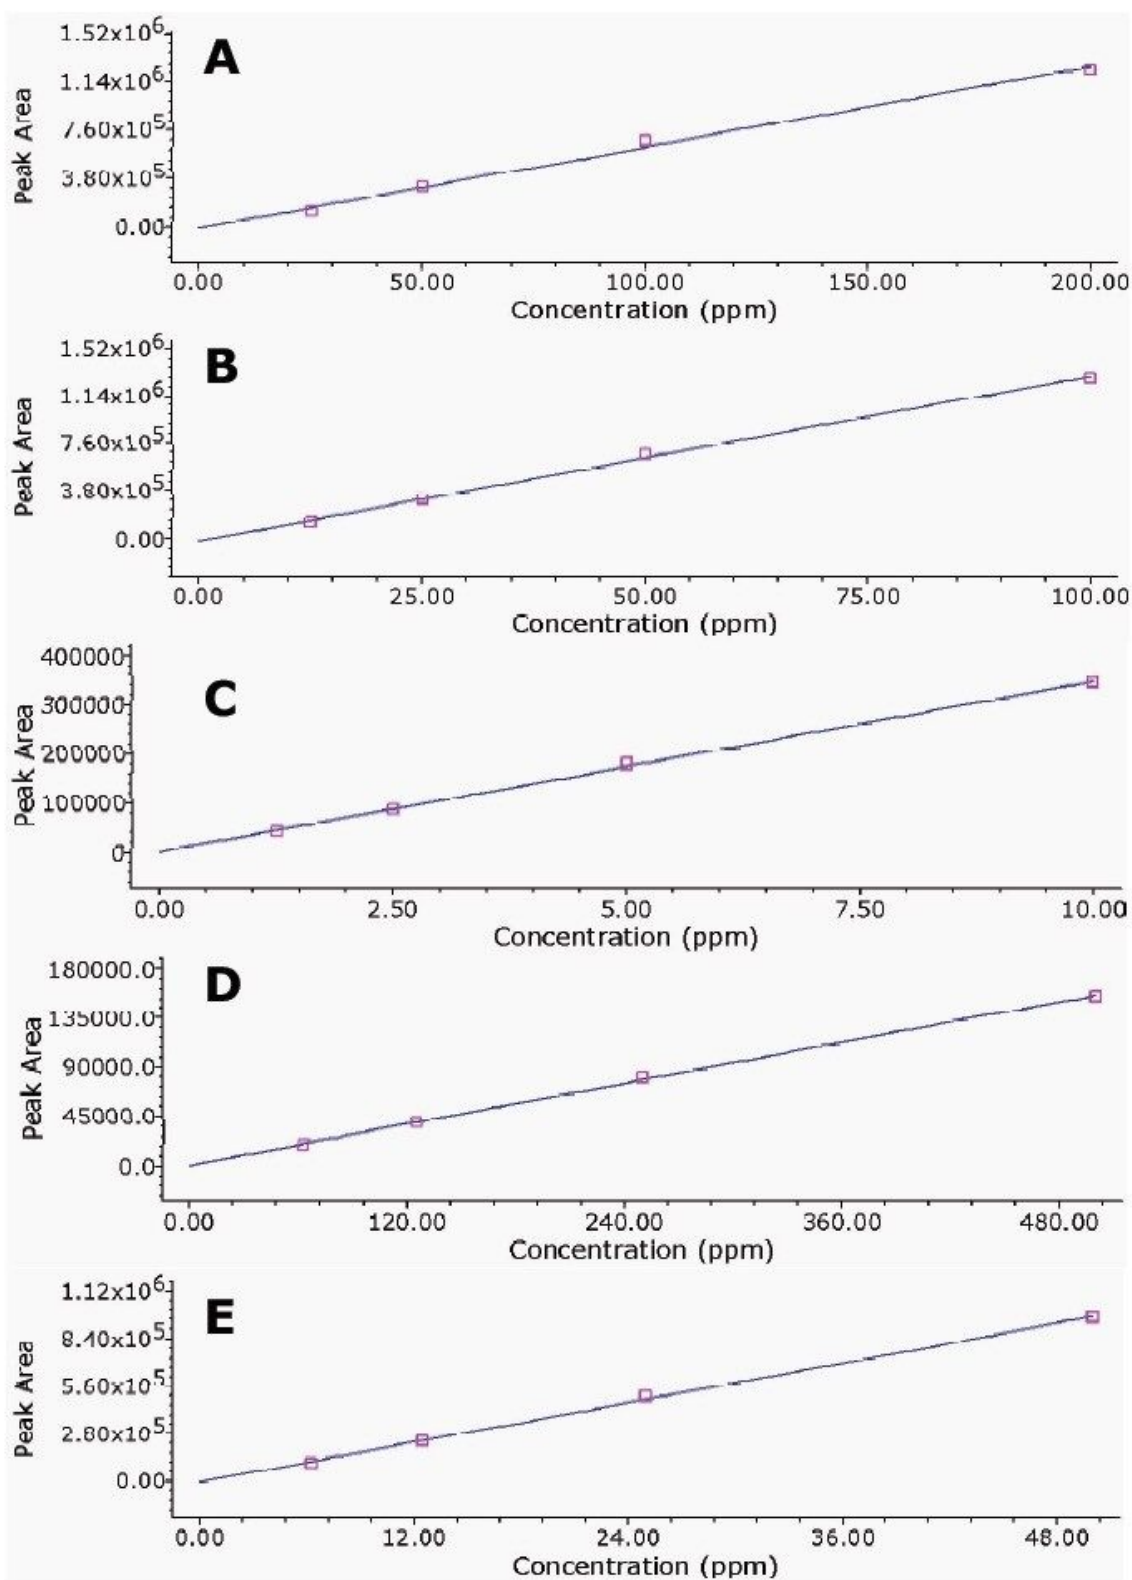 A
1.52x10^6
1.14x10^6
7.60x10^5
3.80x10^5
0.00
Peak Area
0.00 50.00 100.00 150.00 200.00
Concentration (ppm)
B
1.52x10^6
1.14x10^6
7.60x10^5
3.80x10^5
0.00
Peak Area
0.00 25.00 50.00 75.00 100.00
Concentration (ppm)
C
400000
300000
200000
100000
0
Peak Area
0.00 2.50 5.00 7.50 10.00
Concentration (ppm)
D
180000.0
135000.0
90000.0
45000.0
0.0
Peak Area
0.00 120.00 240.00 360.00 480.00
Concentration (ppm)
E
1.12x10^6
8.40x10^5
5.60x10^5
2.80x10^5
0.00
Peak Area
0.00 12.00 24.00 36.00 48.00
Concentration (ppm)